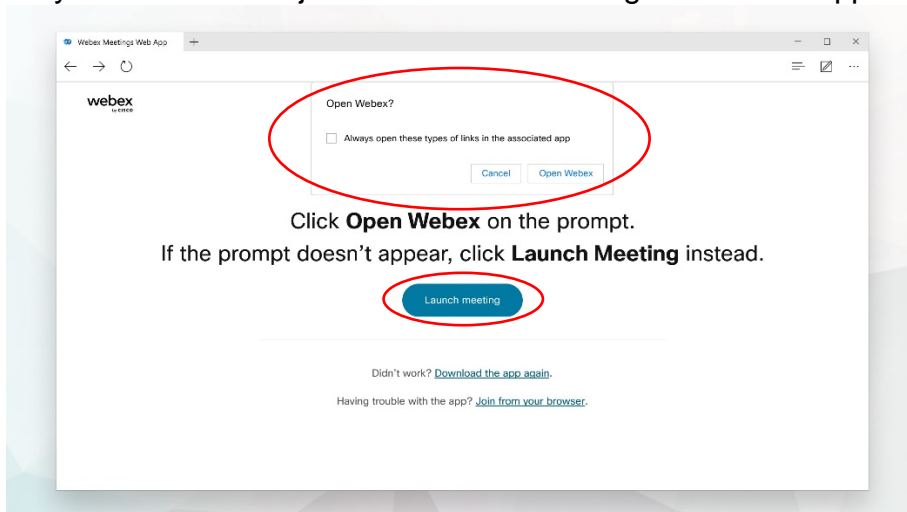 Webex Meetings Web App
webex
by CISCO
Open Webex?
Always open these types of links in the associated app
Cancel Open Webex
Click Open Webex on the prompt.
If the prompt doesn't appear, click Launch Meeting instead.
Launch meeting
Didn't work? Download the app again.
Having trouble with the app? Join from your browser.